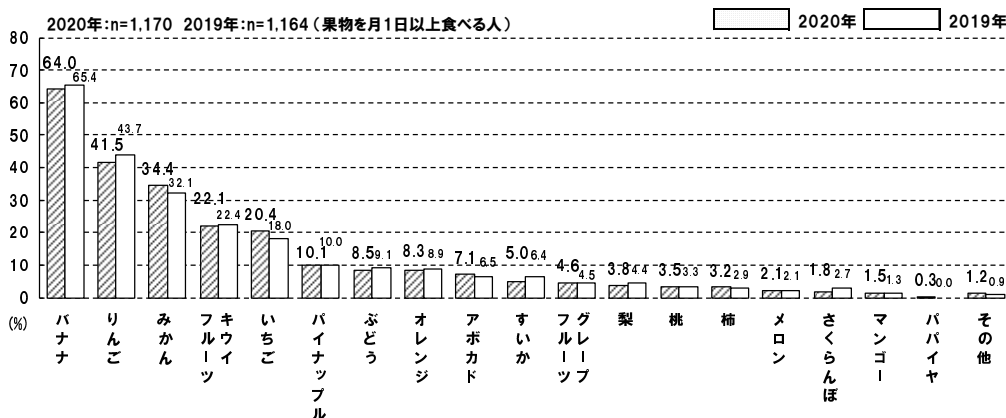 2020年:n=1,170 2019年:n=1,164(果物を月1日以上食べる人)
2020年
2019年
80
70
60
50
40
30
20
10
0
(%)
64.0
65.4
41.5
43.7
34.4
32.1
22.1
22.4
20.4
18.0
10.1
10.0
8.5
9.1
8.3
8.9
7.1
6.5
5.0
6.4
4.6
4.5
3.8
4.4
3.5
3.3
3.2
2.9
2.1
2.1
1.8
2.7
1.5
1.3
0.3
0.0
1.2
0.9
バナナ
りんご
みかん
キウイ
フルーツ
いちご
パイナップル
ぶどう
オレンジ
アボカド
すいか
グレープ
フルーツ
梨
桃
柿
メロン
さくらんぼ
マンゴー
パパイヤ
その他